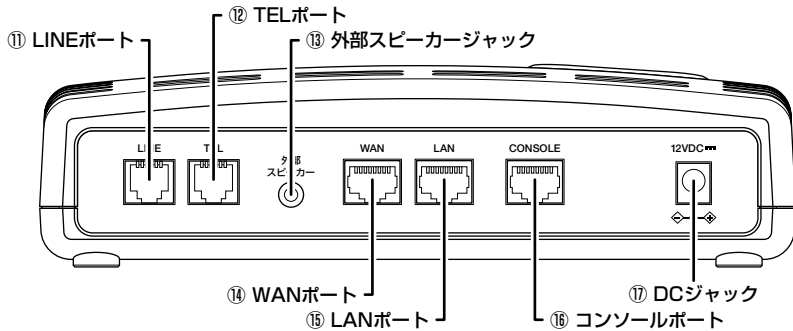 ⑫ TELポート
⑪ LINEポート
⑬ 外部スピーカージャック
LINE
TEL
外部
スピーカー
WAN
LAN
CONSOLE
12VDC⎓
⑭ WANポート
⑮ LANポート
⑯ コンソールポート
⑰ DCジャック